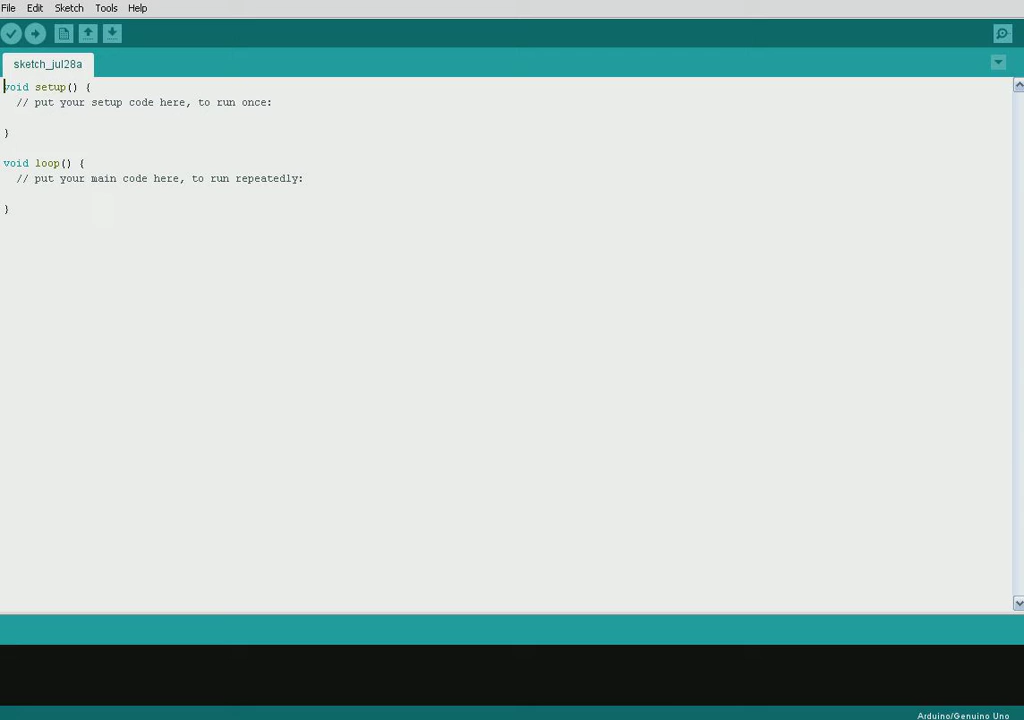 File Edit Sketch Tools Help
sketch_jul28a
void setup() {
  // put your setup code here, to run once:
}
void loop() {
  // put your main code here, to run repeatedly:
}
Arduino/Genuino Uno